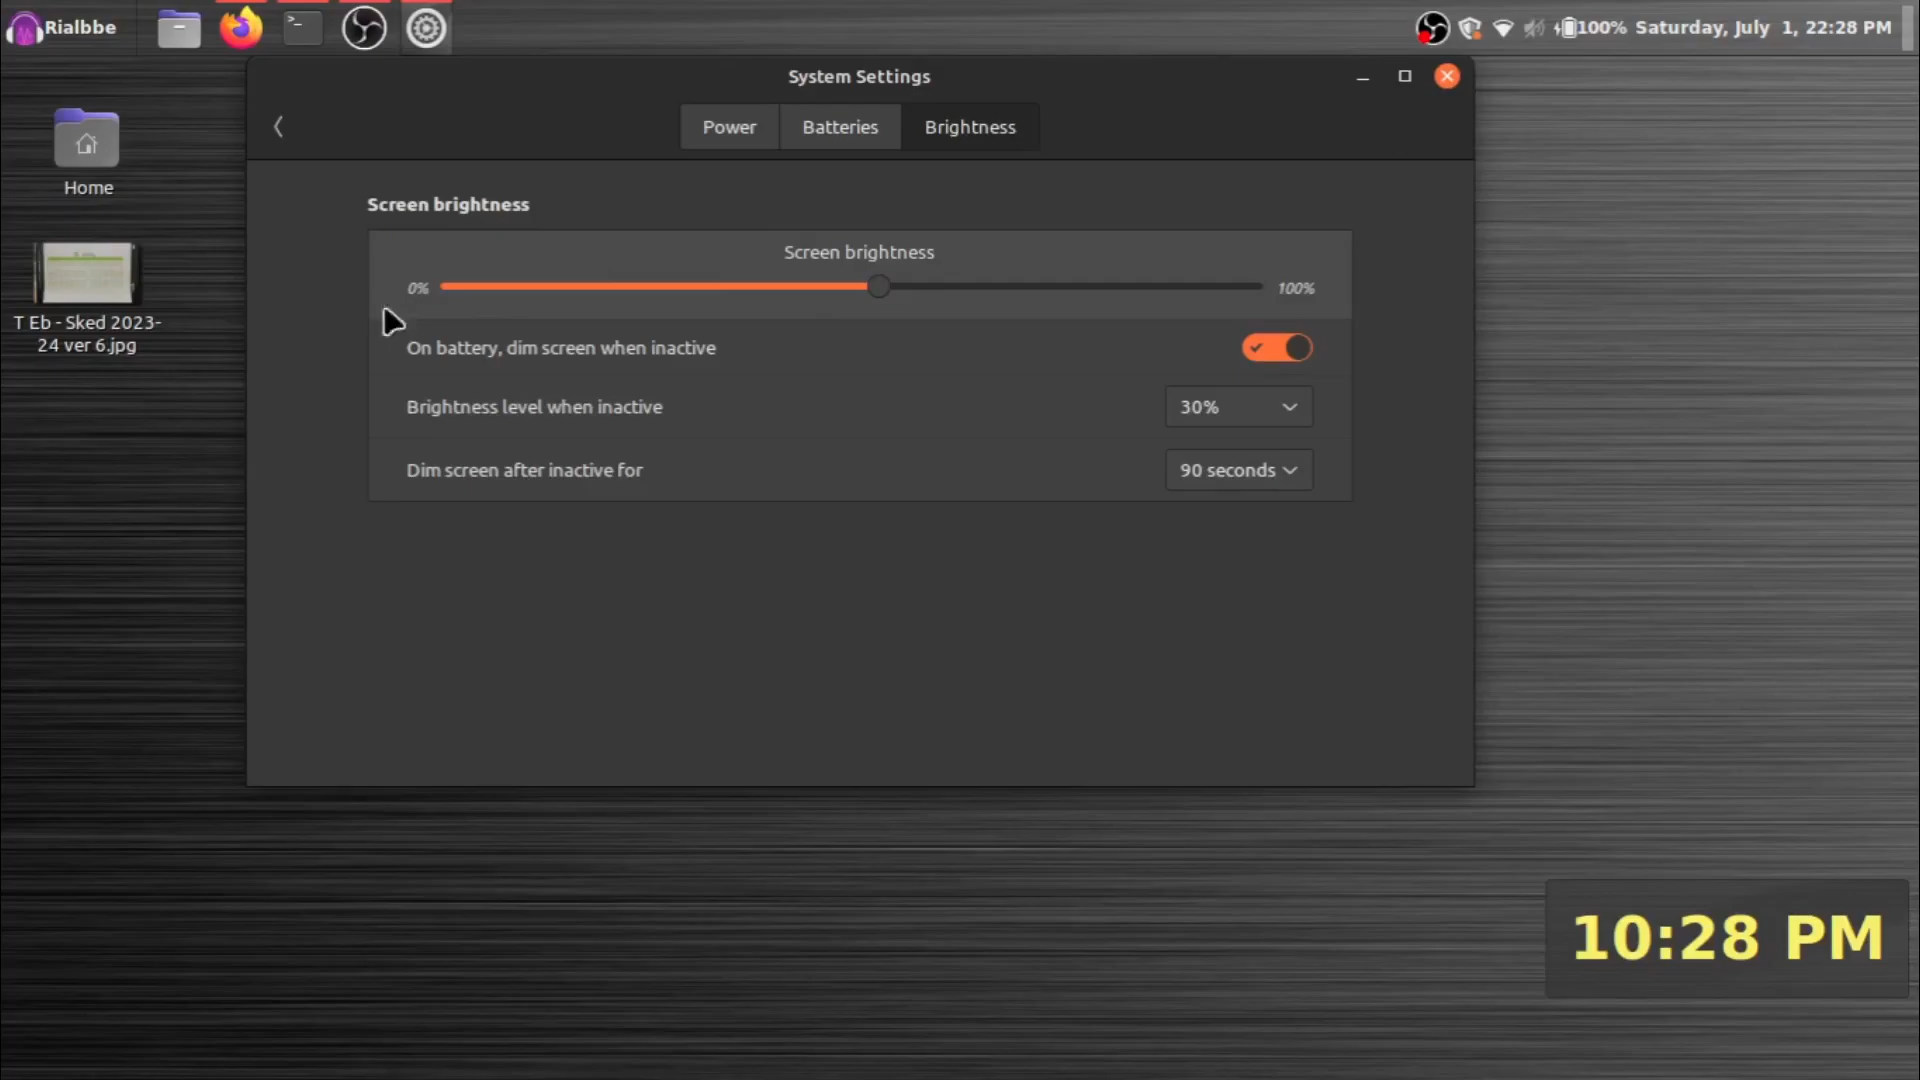 Rialbbe
100% Saturday, July 1, 22:28 PM
System Settings
Power Batteries Brightness
Home
T Eb - Sked 2023-
24 ver 6.jpg
Screen brightness
Screen brightness
0% 100%
On battery, dim screen when inactive
Brightness level when inactive 30%
Dim screen after inactive for 90 seconds
10:28 PM